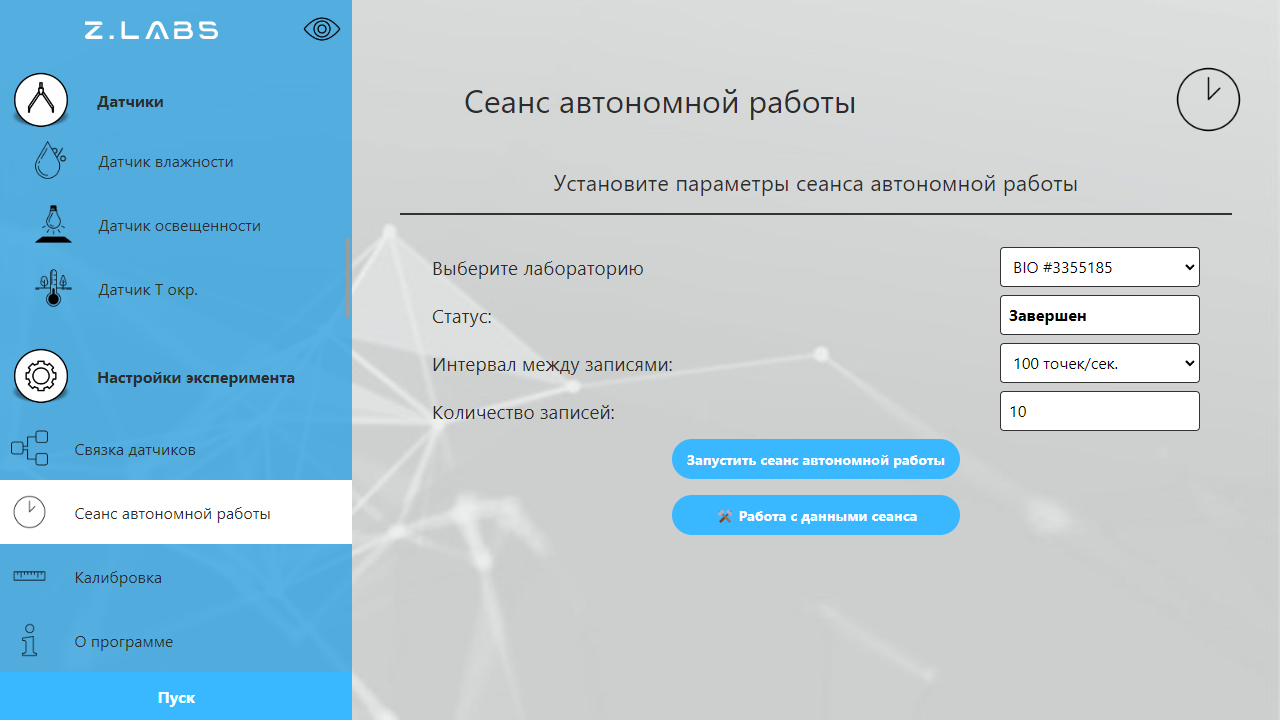 Z.LABS
Датчики
Датчик влажности
Датчик освещенности
Датчик Т окр.
Настройки эксперимента
Связка датчиков
Сеанс автономной работы
Калибровка
О программе
Пуск
Сеанс автономной работы
Установите параметры сеанса автономной работы
Выберите лабораторию BIO #3355185
Статус: Завершен
Интервал между записями: 100 точек/сек.
Количество записей: 10
Запустить сеанс автономной работы
Работа с данными сеанса